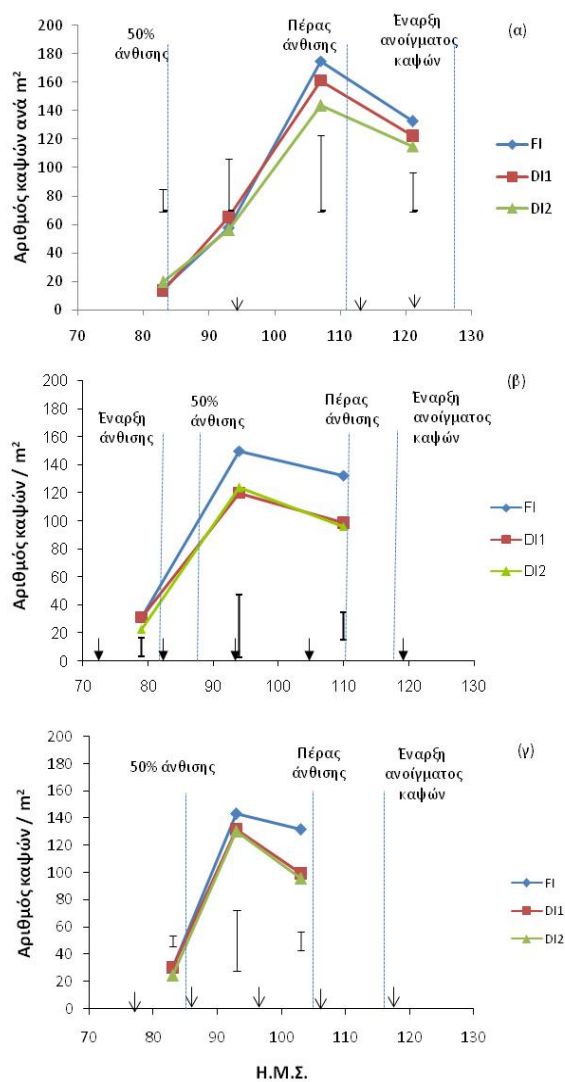 200
180
160
140
120
100
80
60
40
20
0
Αριθμός καψών ανά m²
50%
άνθισης
Πέρας
άνθισης
Έναρξη
ανοίγματος
καψών
(α)
FI
DI1
DI2
70 80 90 100 110 120 130
200
180
160
140
120
100
80
60
40
20
0
Αριθμός καψών / m²
Έναρξη
άνθισης
50%
άνθισης
Πέρας
άνθισης
Έναρξη
ανοίγματος
καψών
(β)
FI
DI1
DI2
70 80 90 100 110 120 130
200
180
160
140
120
100
80
60
40
20
0
Αριθμός καψών / m²
50% άνθισης
Πέρας
άνθισης
Έναρξη
ανοίγματος
καψών
(γ)
FI
DI1
DI2
70 80 90 100 110 120 130
Η.Μ.Σ.